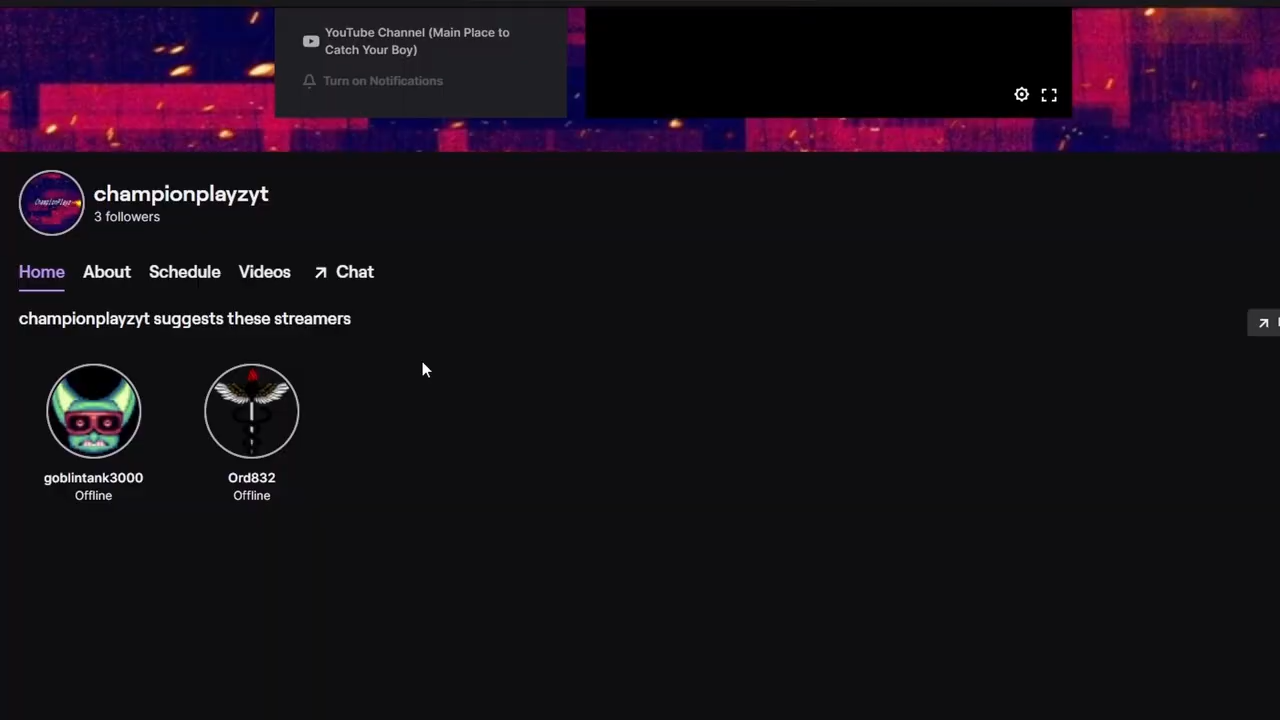 YouTube Channel (Main Place to
Catch Your Boy)
Turn on Notifications
championplayzyt
3 followers
Home
About
Schedule
Videos
Chat
championplayzyt suggests these streamers
goblintank3000
Offline
Ord832
Offline